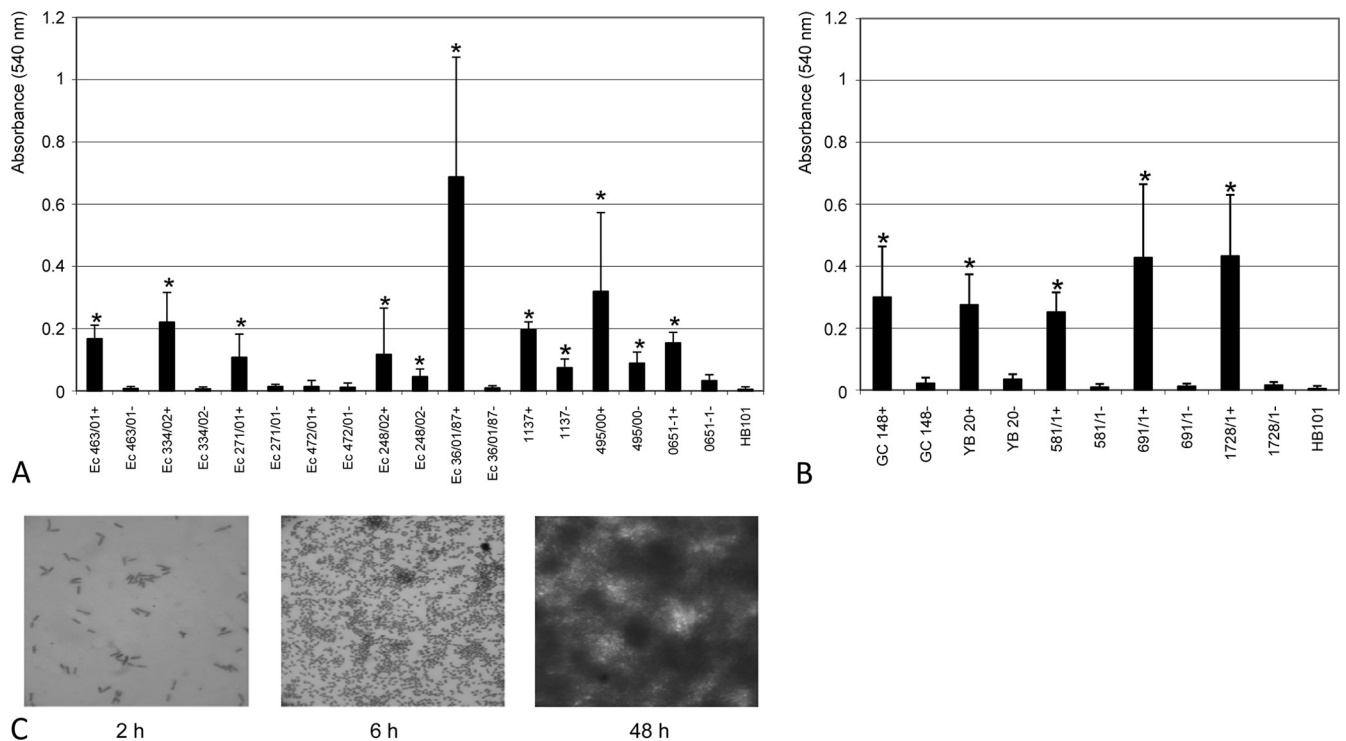 Absorbance (540 nm)
1.2
1
0.8
0.6
0.4
0.2
0
*
*
*
*
*
*
*
*
*
*
*
Ec 463/01+
Ec 463/01-
Ec 334/02+
Ec 334/02-
Ec 271/01+
Ec 271/01-
Ec 472/01+
Ec 472/01-
Ec 248/02+
Ec 248/02-
Ec 36/01/87+
Ec 36/01/87-
1137+
1137-
495/00+
495/00-
0651-1+
0651-1-
HB101
A
Absorbance (540 nm)
1.2
1
0.8
0.6
0.4
0.2
0
*
*
*
*
*
GC 148+
GC 148-
YB 20+
YB 20-
581/1+
581/1-
691/1+
691/1-
1728/1+
1728/1-
HB101
B
C
2 h
6 h
48 h